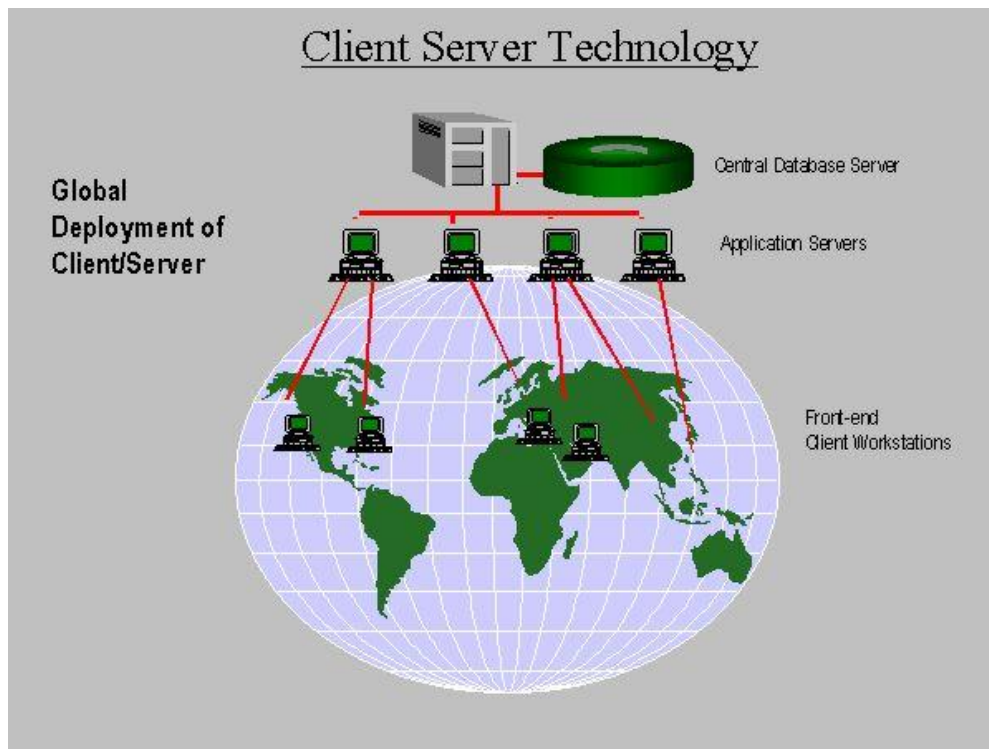 Client Server Technology
Central Database Server
Global
Deployment of
Client/Server
Application Servers
Front-end
Client Workstations